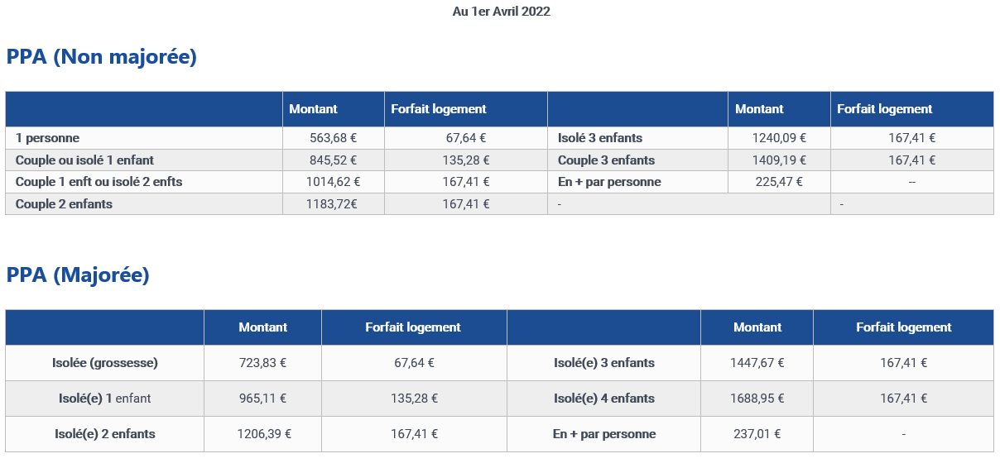 Au 1er Avril 2022
PPA (Non majorée)
Montant Forfait logement Montant Forfait logement
1 personne 563,68 € 67,64 € Isolé 3 enfants 1240,09 € 167,41 €
Couple ou isolé 1 enfant 845,52 € 135,28 € Couple 3 enfants 1409,19 € 167,41 €
Couple 1 enft ou isolé 2 enfts 1014,62 € 167,41 € En + par personne 225,47 € --
Couple 2 enfants 1183,72€ 167,41 € - -
PPA (Majorée)
Montant Forfait logement Montant Forfait logement
Isolée (grossesse) 723,83 € 67,64 € Isolé(e) 3 enfants 1447,67 € 167,41 €
Isolé(e) 1 enfant 965,11 € 135,28 € Isolé(e) 4 enfants 1688,95 € 167,41 €
Isolé(e) 2 enfants 1206,39 € 167,41 € En + par personne 237,01 € -